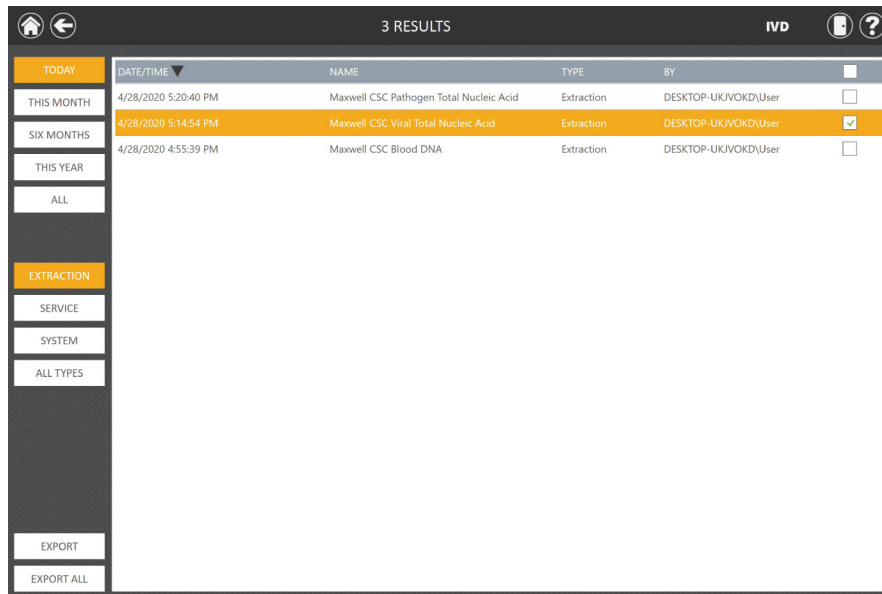 3 RESULTS IVD ?
TODAY
THIS MONTH
SIX MONTHS
THIS YEAR
ALL
EXTRACTION
SERVICE
SYSTEM
ALL TYPES
EXPORT
EXPORT ALL
DATE/TIME NAME TYPE BY
4/28/2020 5:20:40 PM Maxwell CSC Pathogen Total Nucleic Acid Extraction DESKTOP-UKJVOKD\User
4/28/2020 5:14:54 PM Maxwell CSC Viral Total Nucleic Acid Extraction DESKTOP-UKJVOKD\User
4/28/2020 4:55:39 PM Maxwell CSC Blood DNA Extraction DESKTOP-UKJVOKD\User